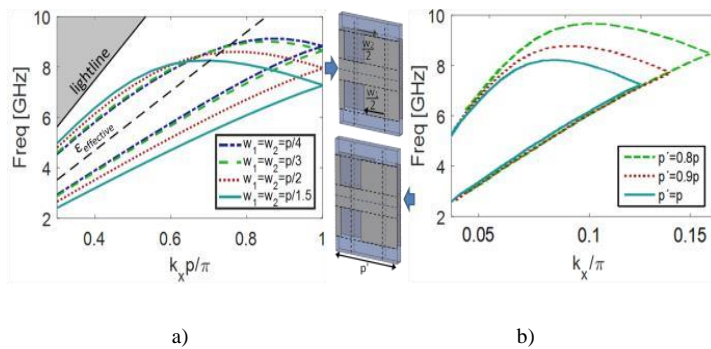 10
8
6
4
2
Freq [GHz]
lightline
ε effective
w₁=w₂=p/4
w₁=w₂=p/3
w₁=w₂=p/2
w₁=w₂=p/1.5
0.4
0.6
0.8
1
kₓp/π
w₂
2
2
p'
10
8
6
4
2
Freq [GHz]
p´=0.8p
p´=0.9p
p´=p
0.05
0.1
0.15
kₓ/π
a)
b)